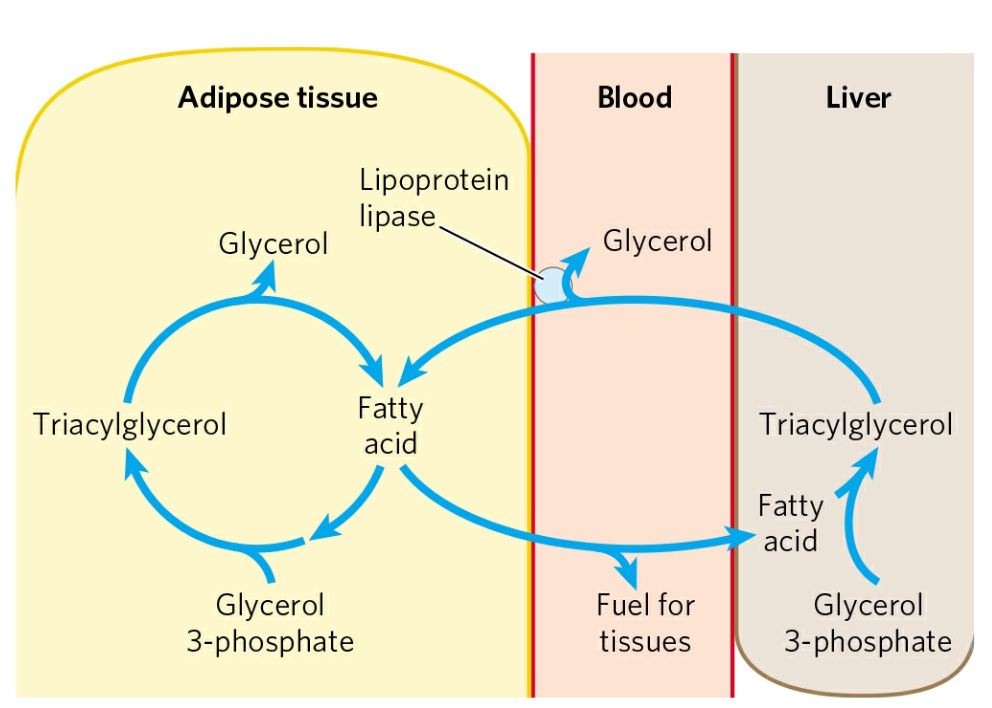 Adipose tissue
Blood
Liver
Lipoprotein
lipase
Glycerol
Glycerol
Triacylglycerol
Fatty
acid
Triacylglycerol
Fatty
acid
Glycerol
3-phosphate
Fuel for
tissues
Glycerol
3-phosphate